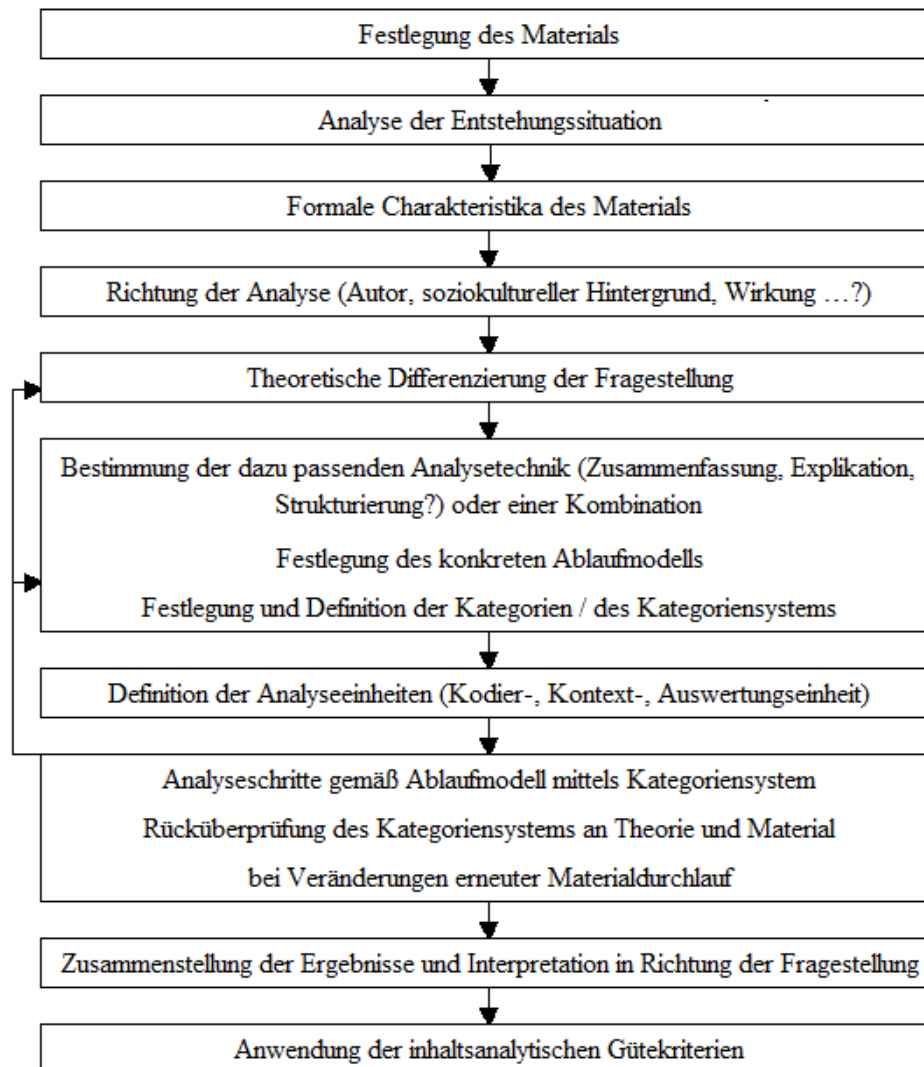 Festlegung des Materials
Analyse der Entstehungssituation
Formale Charakteristika des Materials
Richtung der Analyse (Autor, soziokultureller Hintergrund, Wirkung …?)
Theoretische Differenzierung der Fragestellung
Bestimmung der dazu passenden Analysetechnik (Zusammenfassung, Explikation,
Strukturierung?) oder einer Kombination
Festlegung des konkreten Ablaufmodells
Festlegung und Definition der Kategorien / des Kategoriensystems
Definition der Analyseeinheiten (Kodier-, Kontext-, Auswertungseinheit)
Analyseschritte gemäß Ablaufmodell mittels Kategoriensystem
Rücküberprüfung des Kategoriensystems an Theorie und Material
bei Veränderungen erneuter Materialdurchlauf
Zusammenstellung der Ergebnisse und Interpretation in Richtung der Fragestellung
Anwendung der inhaltsanalytischen Gütekriterien